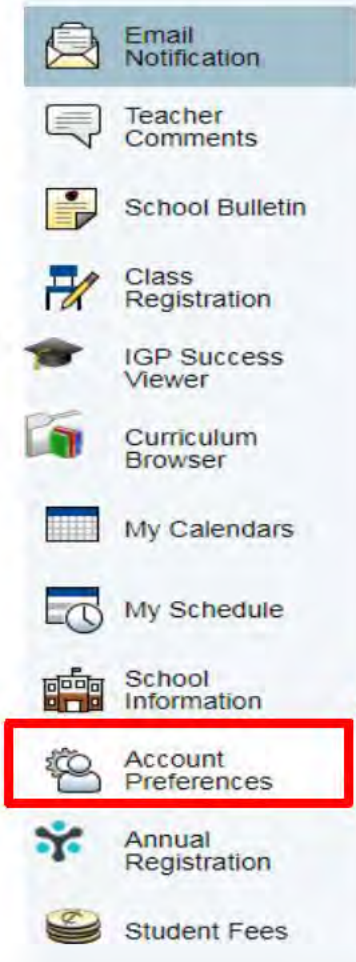 Email
Notification
Teacher
Comments
School Bulletin
Class
Registration
IGP Success
Viewer
Curriculum
Browser
My Calendars
My Schedule
School
Information
Account
Preferences
Annual
Registration
Student Fees